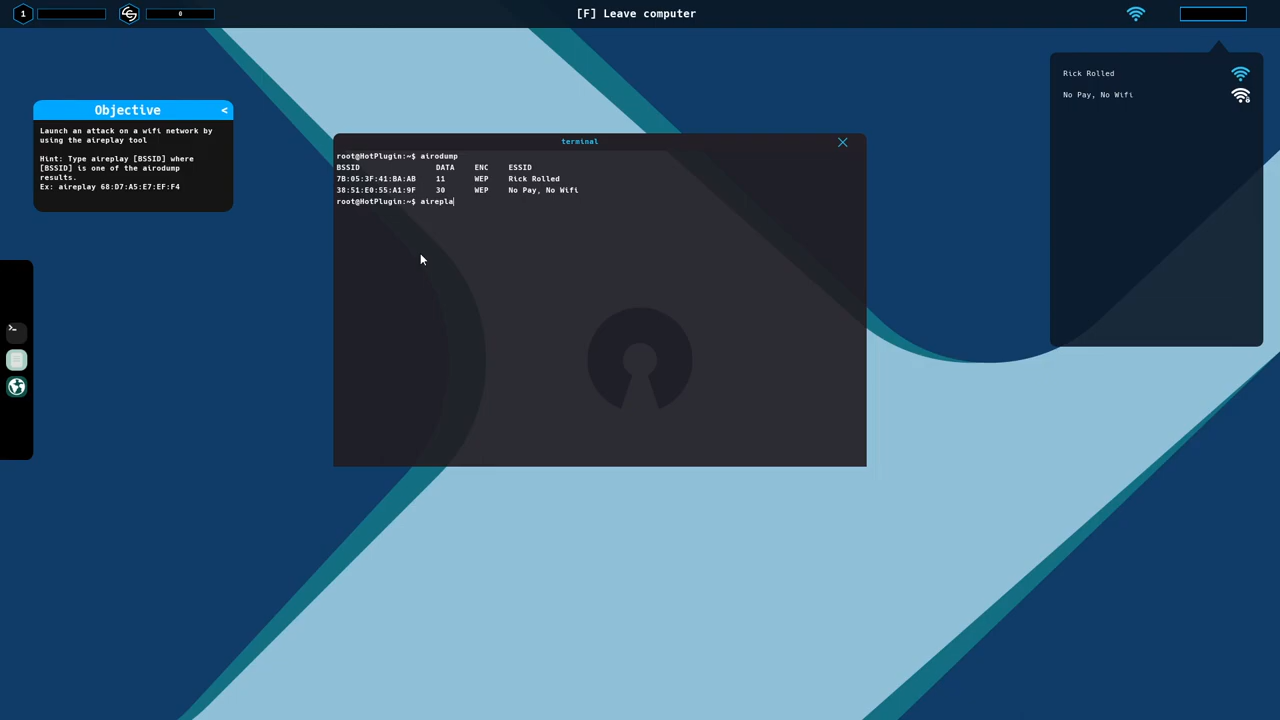 1
0
[F] Leave computer
Rick Rolled
No Pay, No Wifi
Objective <
Launch an attack on a wifi network by
using the aireplay tool
Hint: Type aireplay [BSSID] where
[BSSID] is one of the airodump
results.
Ex: aireplay 68:D7:A5:E7:EF:F4
terminal
root@HotPlugin:~$ airodump
BSSID DATA ENC ESSID
7B:05:3F:41:BA:AB 11 WEP Rick Rolled
38:51:E0:55:A1:9F 30 WEP No Pay, No Wifi
root@HotPlugin:~$ airepla
>_